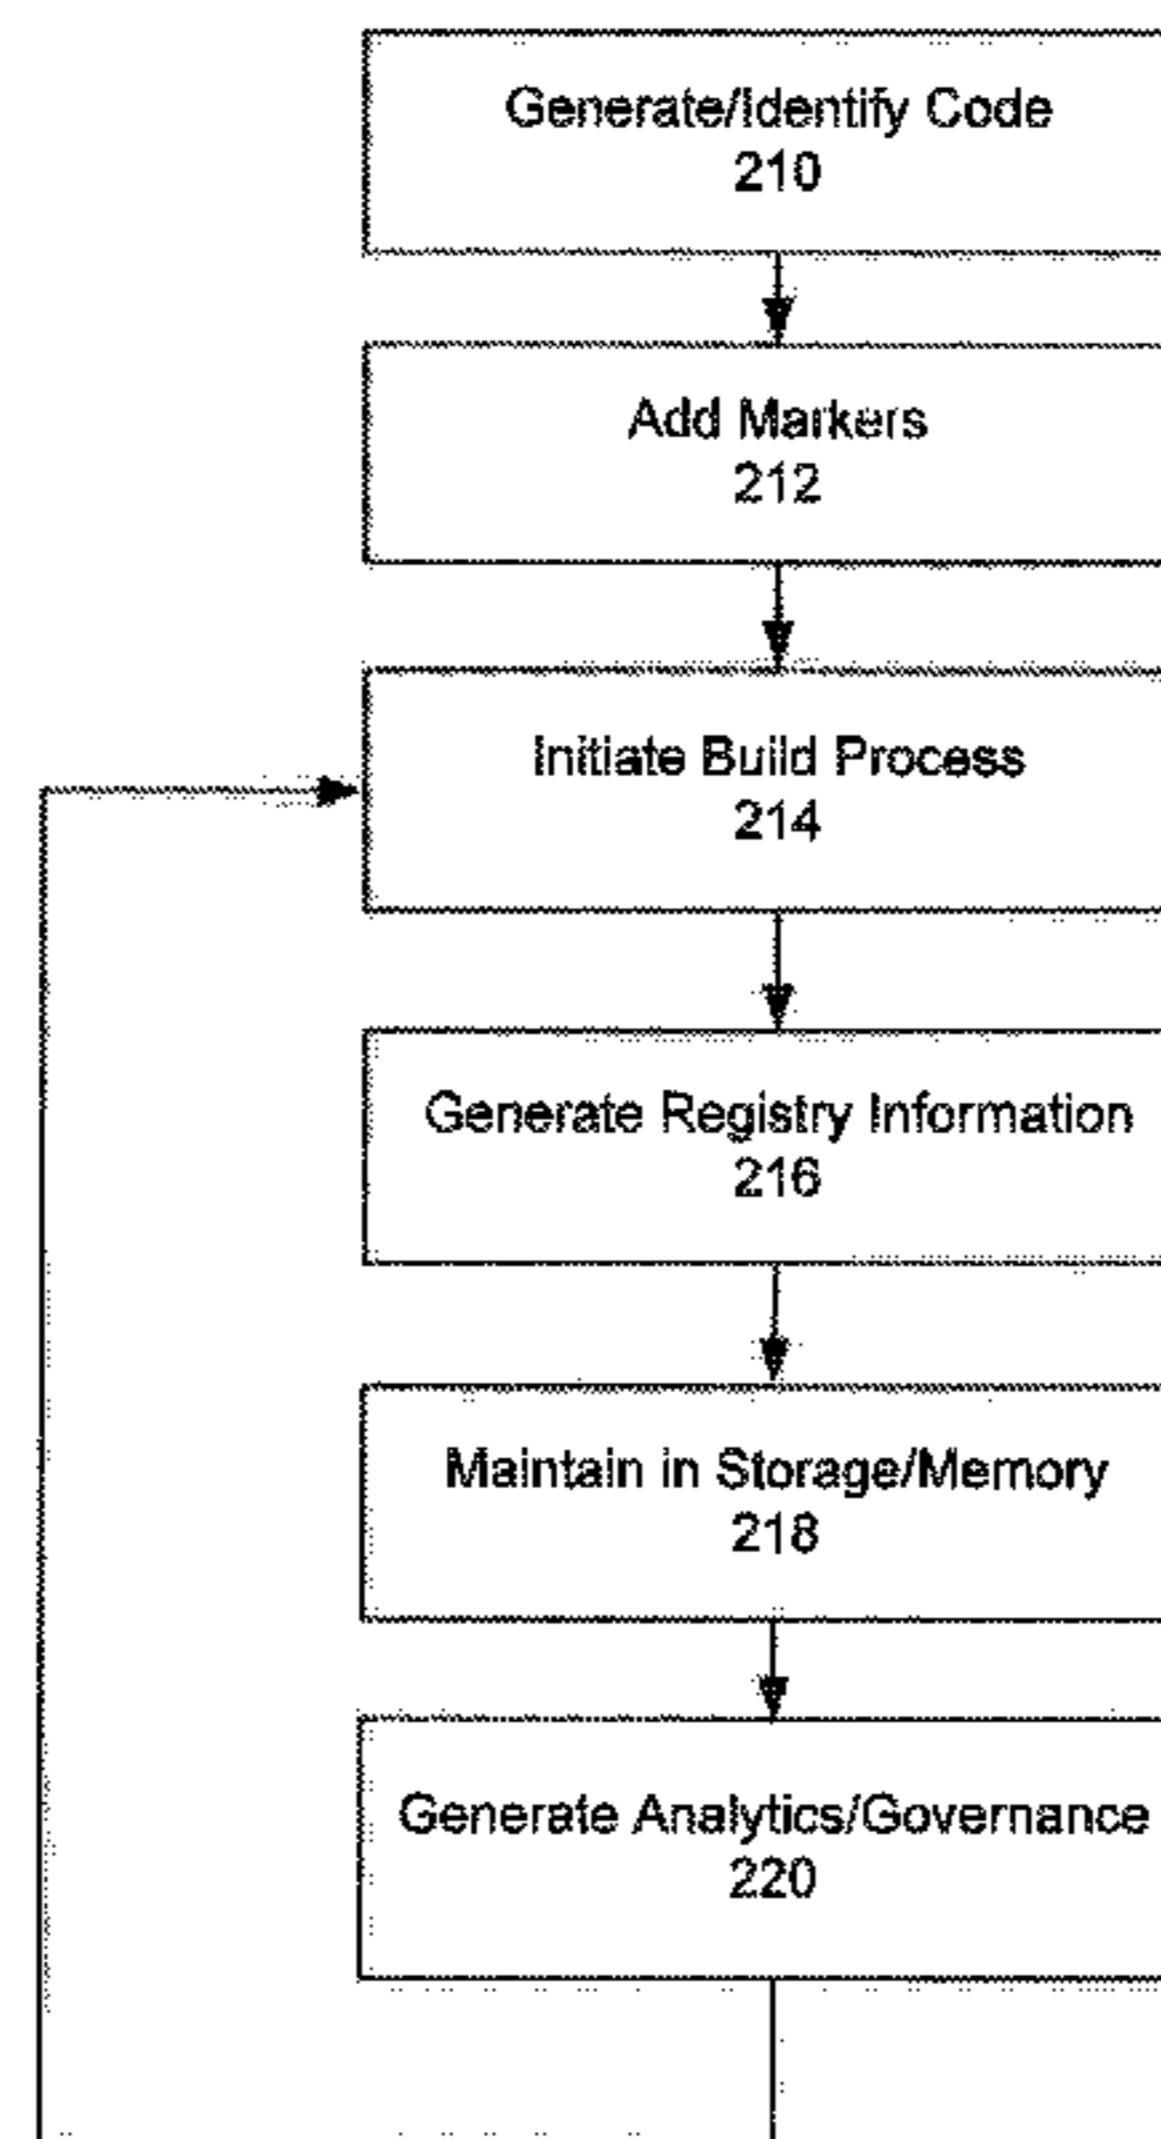 Generate/Identify Code
210
Add Markers
212
Initiate Build Process
214
Generate Registry Information
216
Maintain in Storage/Memory
218
Generate Analytics/Governance
220